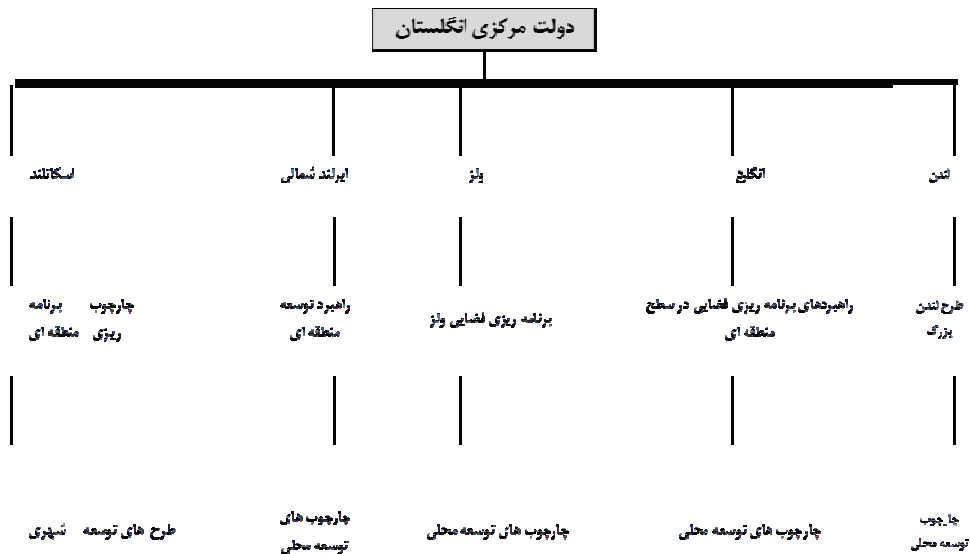 دولت مرکزی انگلستان
لندن
انگلند
ولز
ایرلند شمالی
اسکاتلند
طرح لندن
بزرگ
راهبردهای برنامه ریزی فضایی در سطح
منطقه ای
برنامه ریزی فضایی ولز
راهبرد توسعه
منطقه ای
چارچوب برنامه
ریزی منطقه ای
چارچوب
توسعه محلی
چارچوب های توسعه محلی
چارچوب های توسعه محلی
چارچوب های
توسعه محلی
طرح های توسعه شهری